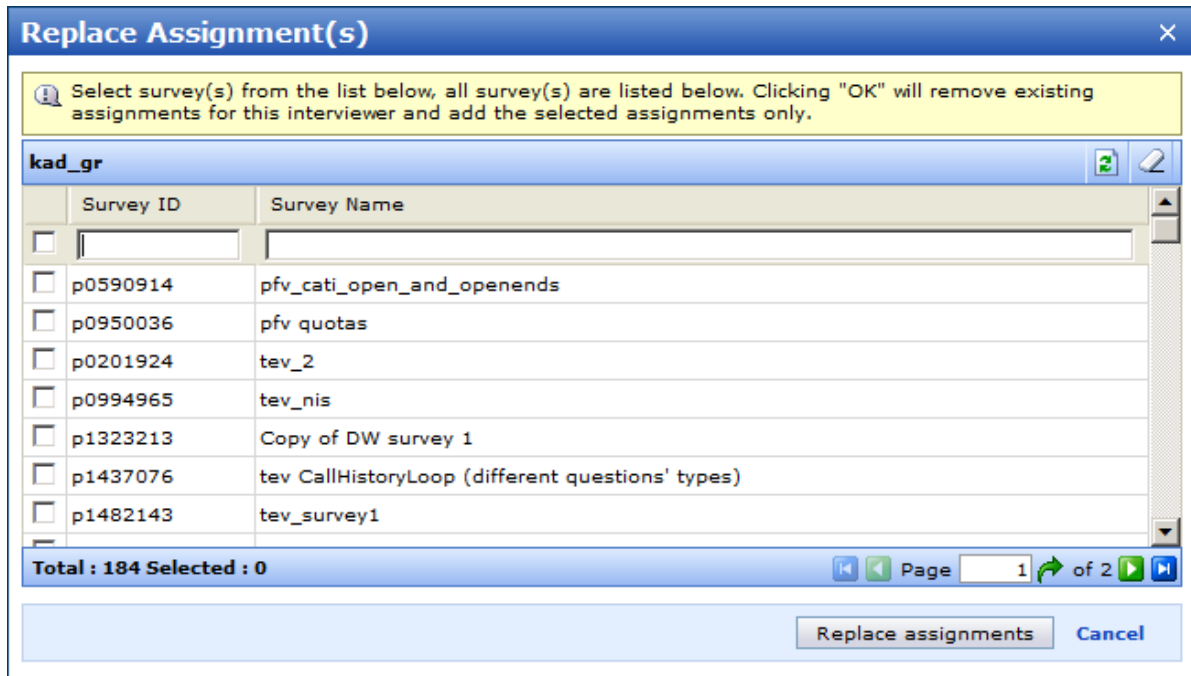 Replace Assignment(s)
Select survey(s) from the list below, all survey(s) are listed below. Clicking "OK" will remove existing
assignments for this interviewer and add the selected assignments only.
kad_gr
Survey ID Survey Name
p0590914 pfv_cati_open_and_openends
p0950036 pfv quotas
p0201924 tev_2
p0994965 tev_nis
p1323213 Copy of DW survey 1
p1437076 tev CallHistoryLoop (different questions' types)
p1482143 tev_survey1
Total : 184 Selected : 0 Page 1 of 2
Replace assignments Cancel